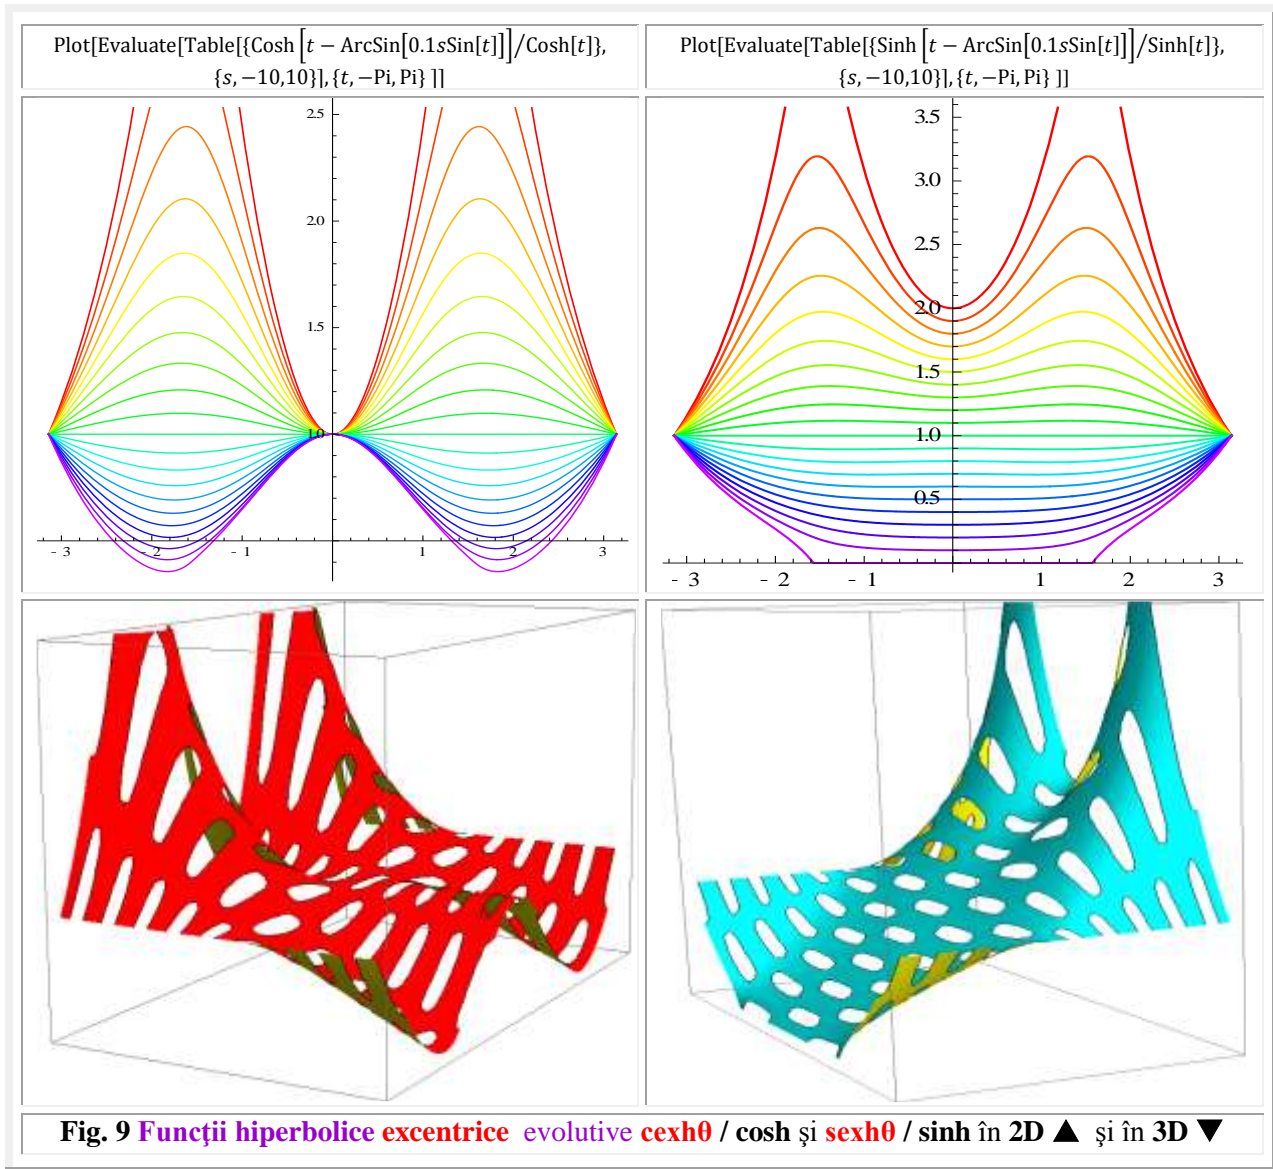 Plot[Evaluate[Table[{Cosh [t − ArcSin[0.1sSin[t]]]/Cosh[t]},
{s, −10,10}], {t, −Pi, Pi} ]]
Plot[Evaluate[Table[{Sinh [t − ArcSin[0.1sSin[t]]]/Sinh[t]},
{s, −10,10}], {t, −Pi, Pi} ]]
2.5
2.0
1.5
1.0
- 3 - 2 - 1 1 2 3
3.5
3.0
2.5
2.0
1.5
1.0
0.5
- 3 - 2 - 1 1 2 3
Fig. 9 Funcţii hiperbolice excentrice evolutive cexhθ / cosh şi sexhθ / sinh în 2D ▲ şi în 3D ▼